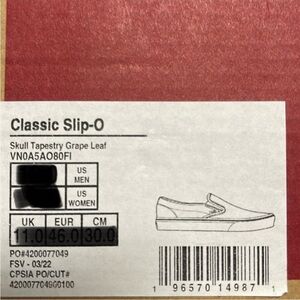 Classic Slip-O
Skull Tapestry Grape Leaf
VN0A5AO80FI
US
MEN
US
WOMEN
UK EUR CM
11.0 46.0 30.0
PO#4200077049
FSV - 03/22
CPSIA PO/CUT#
420007704900100
1 96570 14987 1